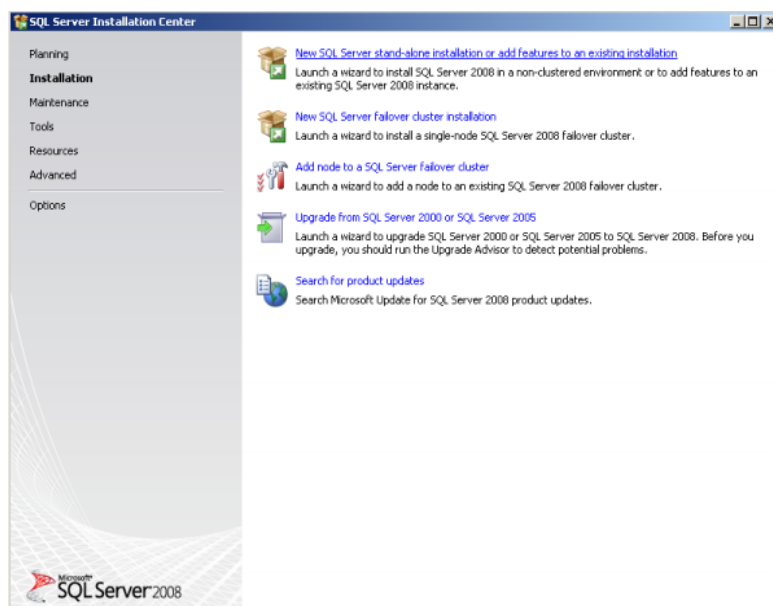 SQL Server Installation Center
Planning
Installation
Maintenance
Tools
Resources
Advanced
Options
New SQL Server stand-alone installation or add features to an existing installation
Launch a wizard to install SQL Server 2008 in a non-clustered environment or to add features to an
existing SQL Server 2008 instance.
New SQL Server failover cluster installation
Launch a wizard to install a single-node SQL Server 2008 failover cluster.
Add node to a SQL Server failover cluster
Launch a wizard to add a node to an existing SQL Server 2008 failover cluster.
Upgrade from SQL Server 2000 or SQL Server 2005
Launch a wizard to upgrade SQL Server 2000 or SQL Server 2005 to SQL Server 2008. Before you
upgrade, you should run the Upgrade Advisor to detect potential problems.
Search for product updates
Search Microsoft Update for SQL Server 2008 product updates.
Microsoft
SQL Server 2008